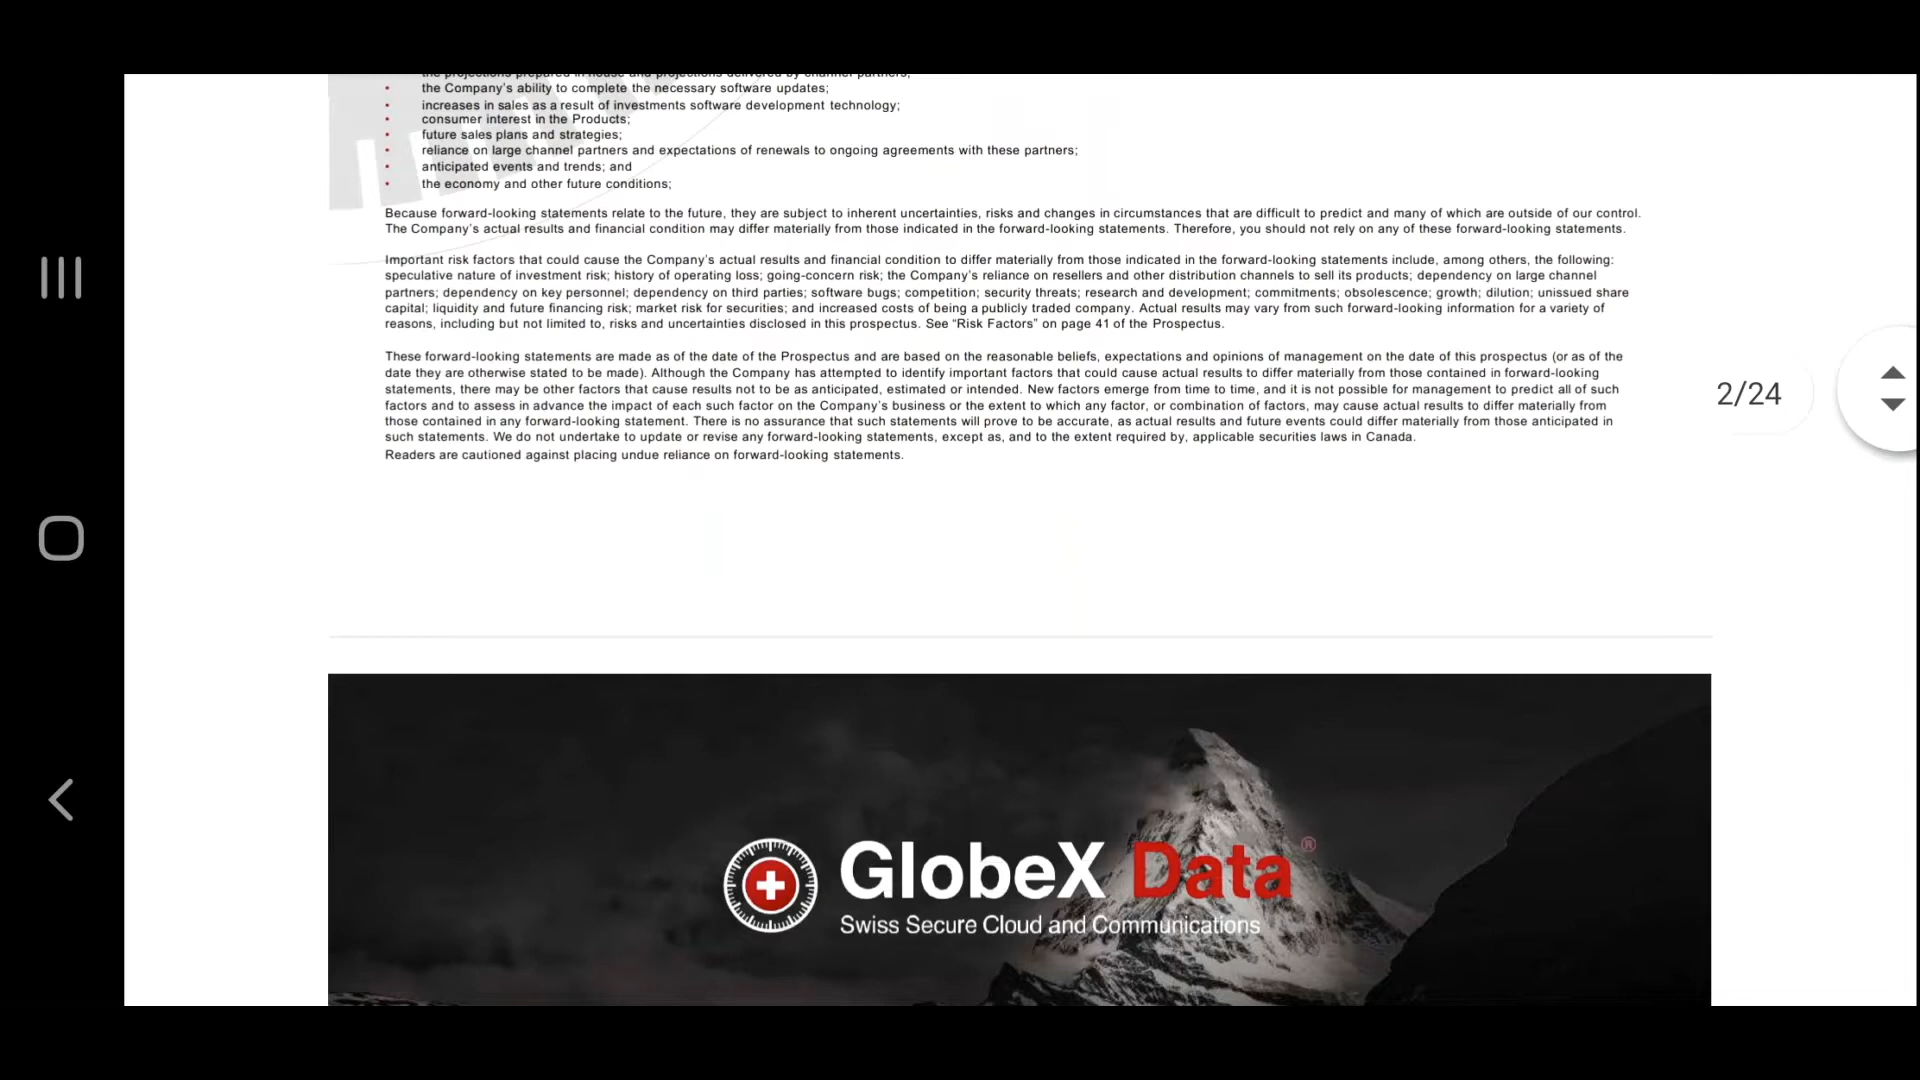 the projections prepared in house and projections delivered by channel partners;
• the Company's ability to complete the necessary software updates;
• increases in sales as a result of investments software development technology;
• consumer interest in the Products;
• future sales plans and strategies;
• reliance on large channel partners and expectations of renewals to ongoing agreements with these partners;
• anticipated events and trends; and
• the economy and other future conditions;
Because forward-looking statements relate to the future, they are subject to inherent uncertainties, risks and changes in circumstances that are difficult to predict and many of which are outside of our control.
The Company's actual results and financial condition may differ materially from those indicated in the forward-looking statements. Therefore, you should not rely on any of these forward-looking statements.
Important risk factors that could cause the Company's actual results and financial condition to differ materially from those indicated in the forward-looking statements include, among others, the following:
speculative nature of investment risk; history of operating loss; going-concern risk; the Company's reliance on resellers and other distribution channels to sell its products; dependency on large channel
partners; dependency on key personnel; dependency on third parties; software bugs; competition; security threats; research and development; commitments; obsolescence; growth; dilution; unissued share
capital; liquidity and future financing risk; market risk for securities; and increased costs of being a publicly traded company. Actual results may vary from such forward-looking information for a variety of
reasons, including but not limited to, risks and uncertainties disclosed in this prospectus. See “Risk Factors” on page 41 of the Prospectus.
These forward-looking statements are made as of the date of the Prospectus and are based on the reasonable beliefs, expectations and opinions of management on the date of this prospectus (or as of the
date they are otherwise stated to be made). Although the Company has attempted to identify important factors that could cause actual results to differ materially from those contained in forward-looking
statements, there may be other factors that cause results not to be as anticipated, estimated or intended. New factors emerge from time to time, and it is not possible for management to predict all of such
factors and to assess in advance the impact of each such factor on the Company's business or the extent to which any factor, or combination of factors, may cause actual results to differ materially from
those contained in any forward-looking statement. There is no assurance that such statements will prove to be accurate, as actual results and future events could differ materially from those anticipated in
such statements. We do not undertake to update or revise any forward-looking statements, except as, and to the extent required by, applicable securities laws in Canada.
Readers are cautioned against placing undue reliance on forward-looking statements.
2/24
GlobeX Data®
Swiss Secure Cloud and Communications